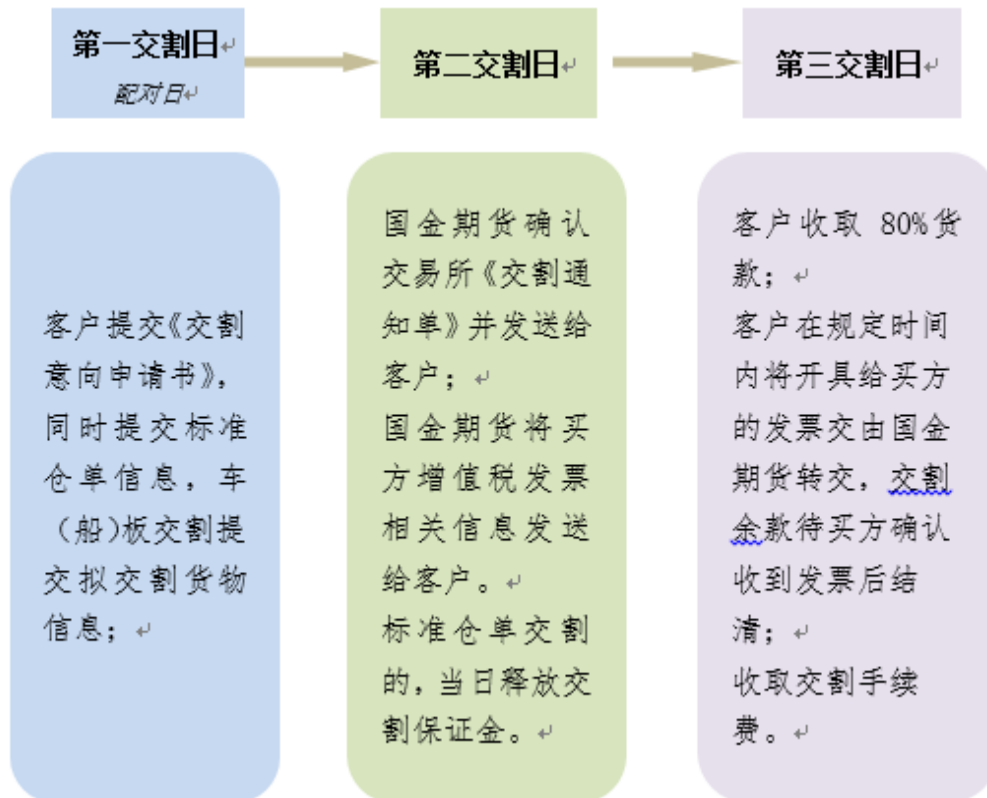 第一交割日
配对日
第二交割日
第三交割日
客户提交《交割
意向申请书》,
同时提交标准
仓单信息，车
（船）板交割提
交拟交割货物
信息；
国金期货确认
交易所《交割通
知单》并发送给
客户；
国金期货将买
方增值税发票
相关信息发送
给客户。
标准仓单交割
的，当日释放交
割保证金。
客户收取 80%货
款；
客户在规定时间
内将开具给买方
的发票交由国金
期货转交，交割
余款待买方确认
收到发票后结
清；
收取交割手续
费。